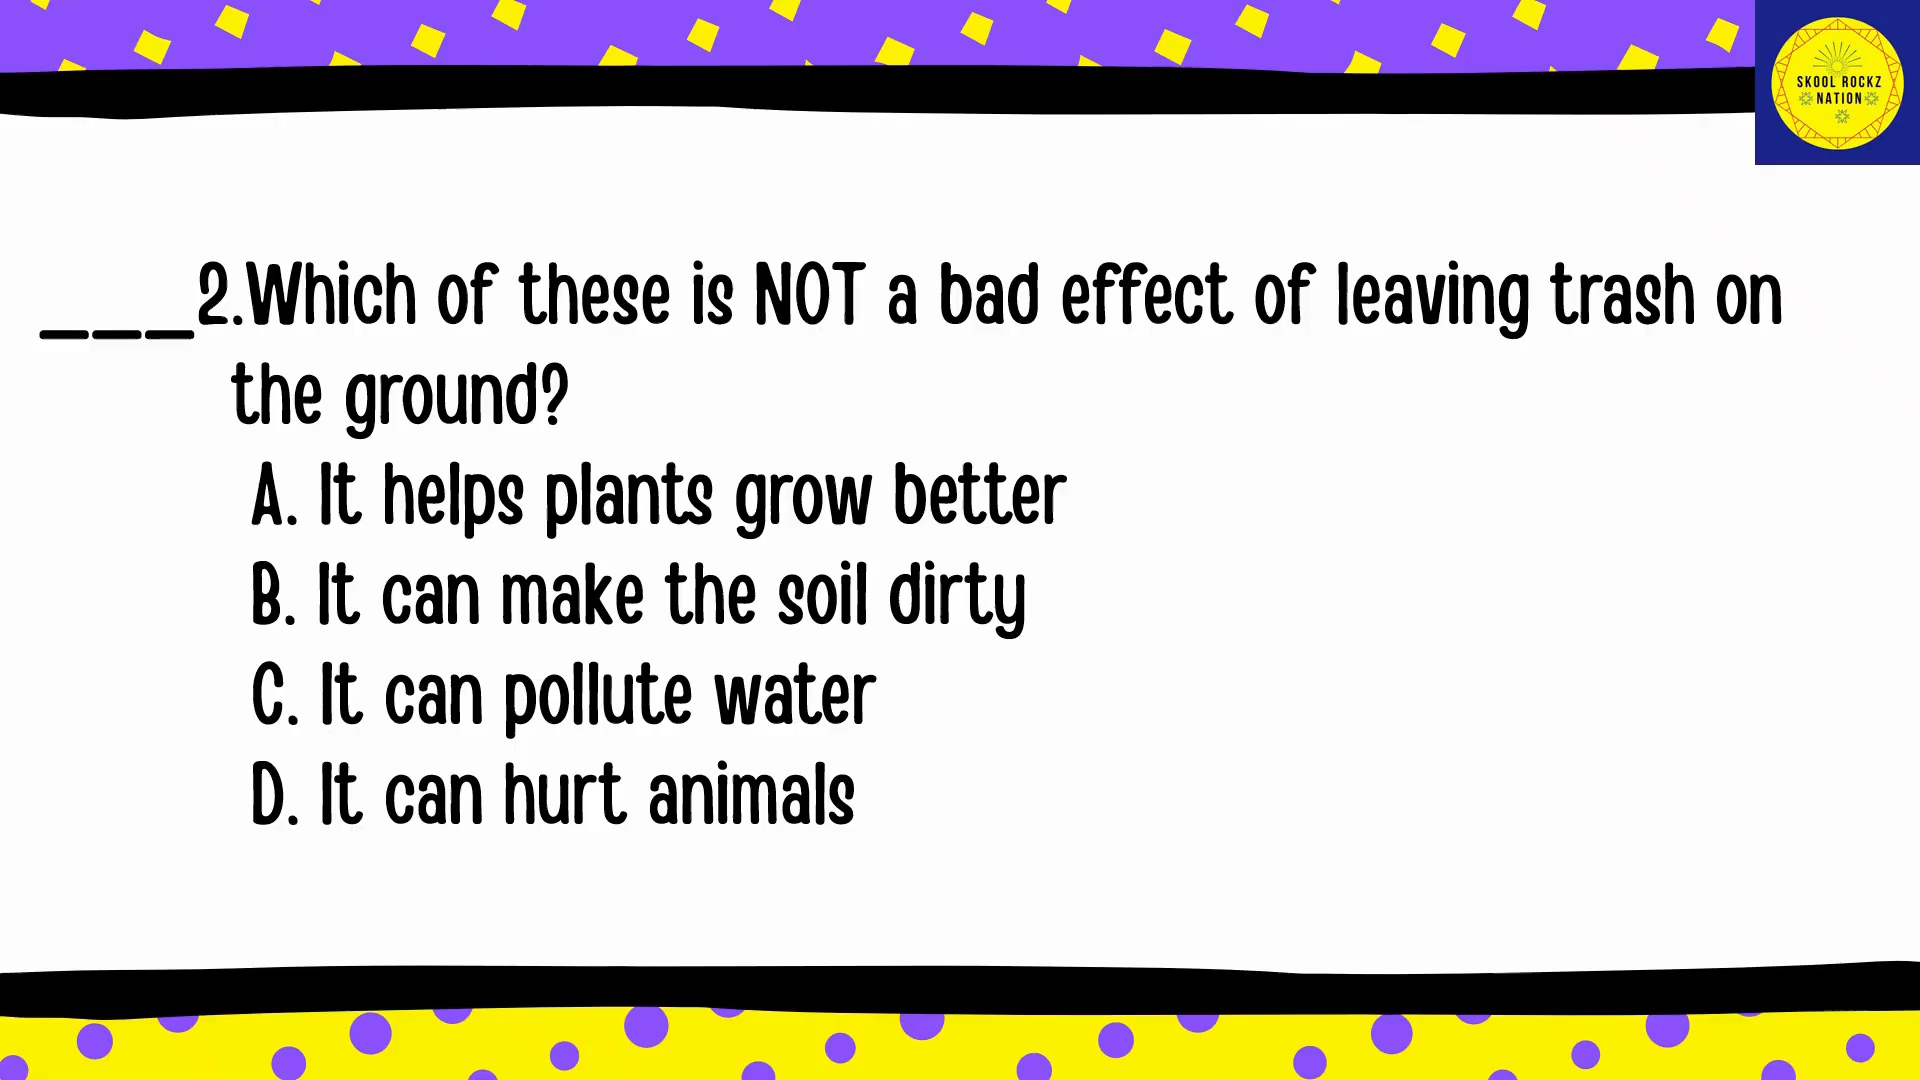 SKOOL ROCKZ
NATION
___2.Which of these is NOT a bad effect of leaving trash on
the ground?
A. It helps plants grow better
B. It can make the soil dirty
C. It can pollute water
D. It can hurt animals